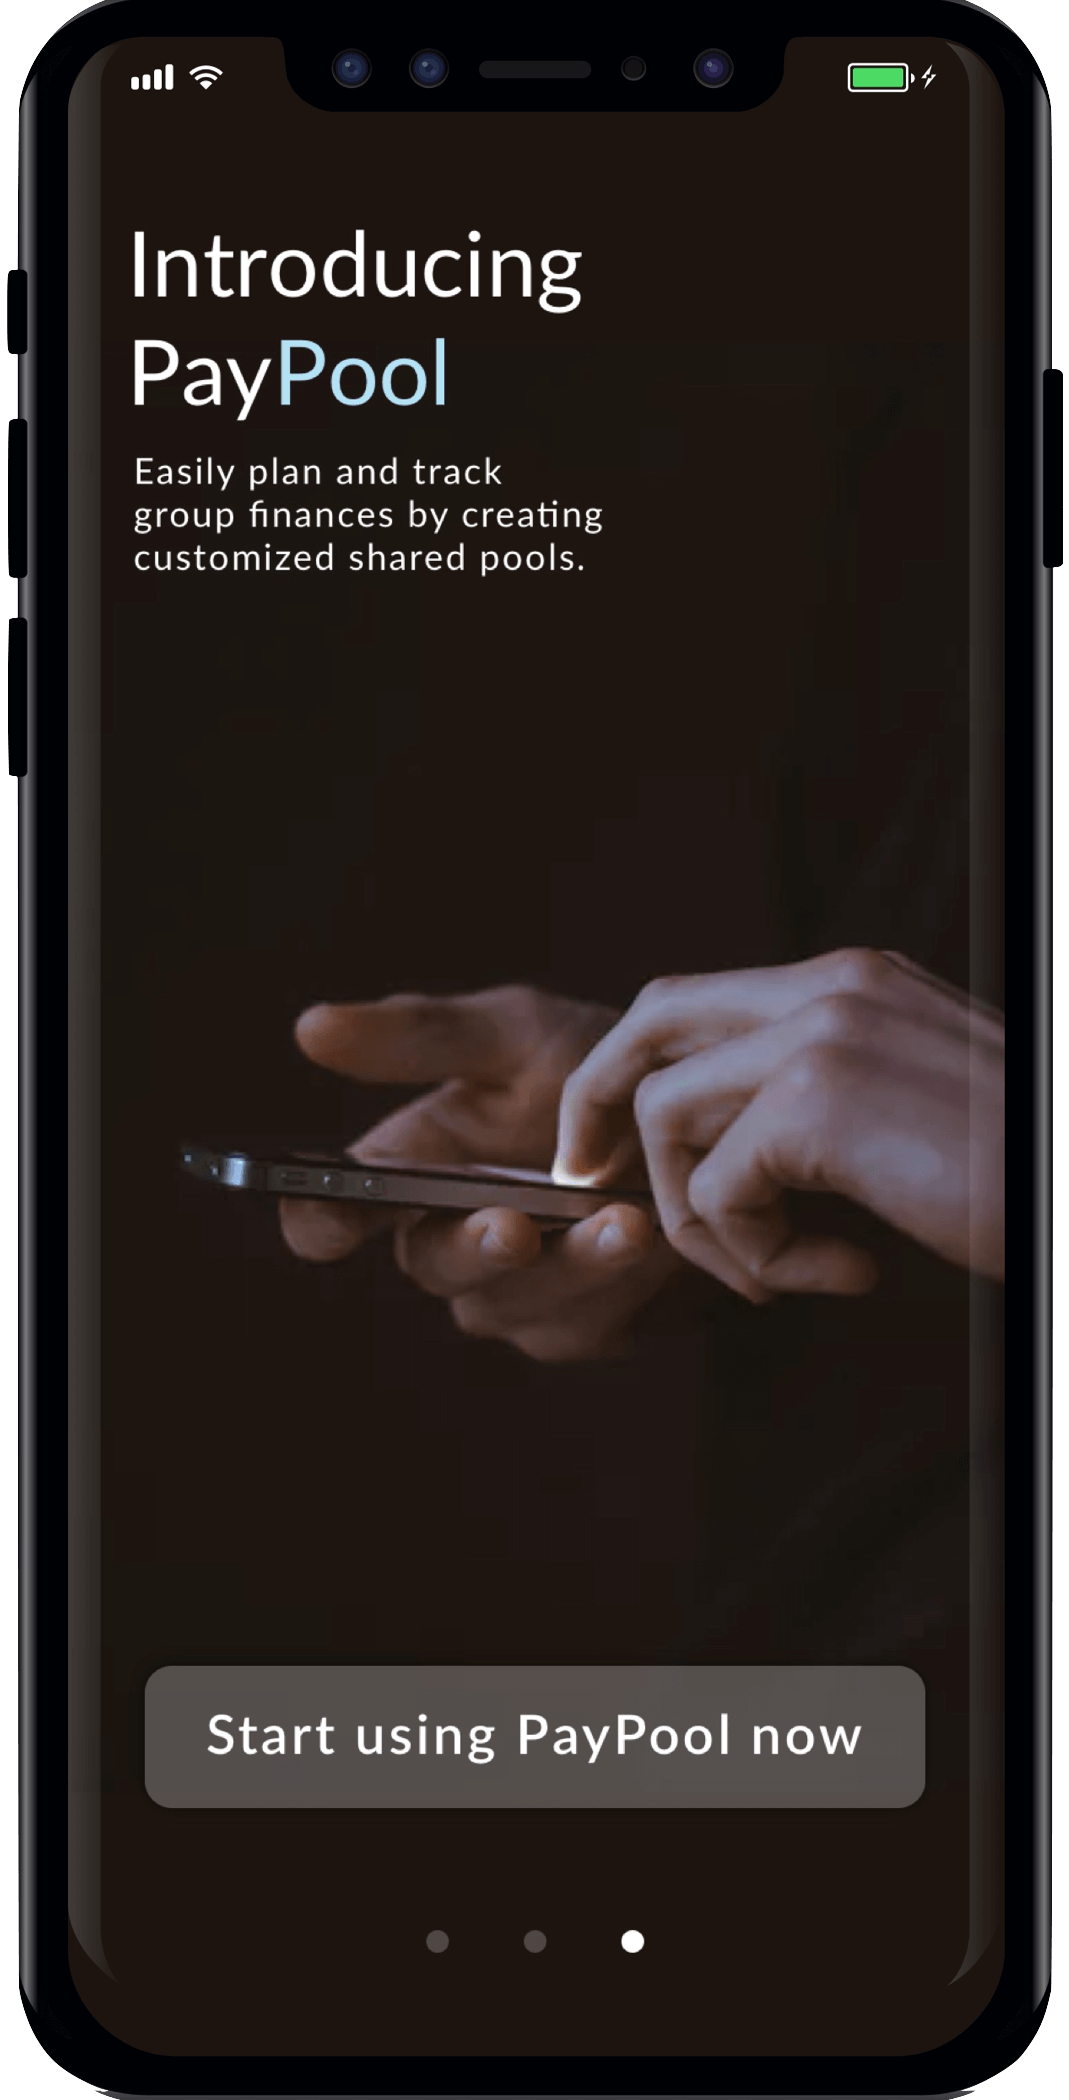 Introducing
PayPool
Easily plan and track
group finances by creating
customized shared pools.
Start using PayPool now